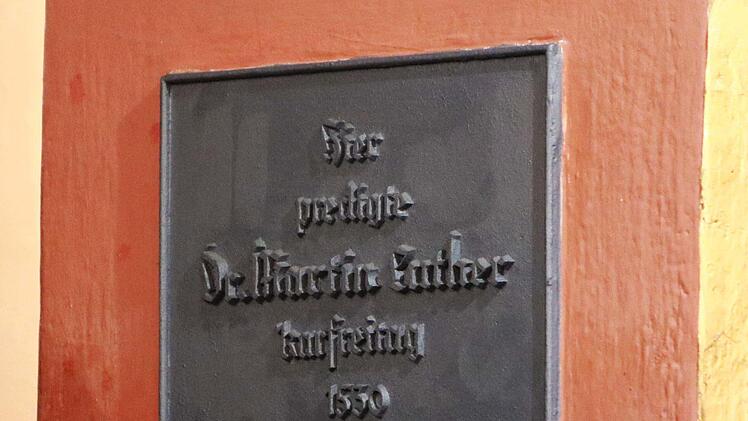 Hier
predigte
Dr. Martin Luther
Karfreitag
1530